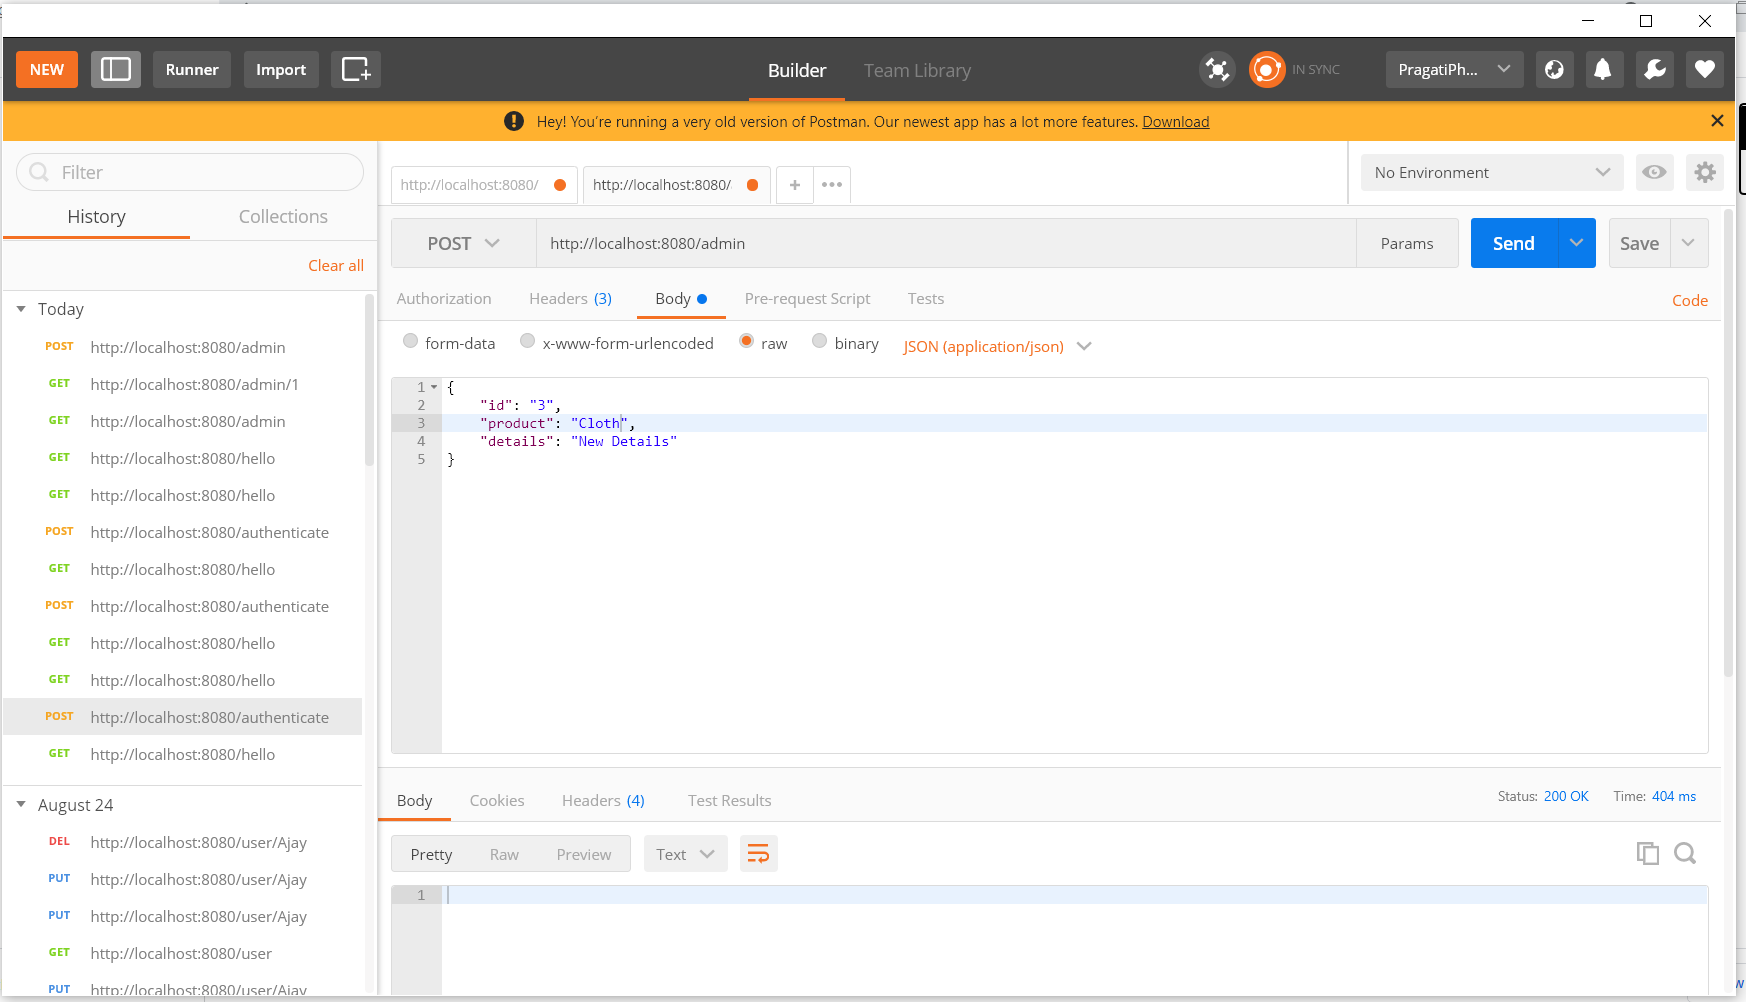 NEW
Runner
Import
Builder
Team Library
IN SYNC
PragatiPh...
Hey! You're running a very old version of Postman. Our newest app has a lot more features. Download
Filter
History
Collections
Clear all
Today
POST http://localhost:8080/admin
GET http://localhost:8080/admin/1
GET http://localhost:8080/admin
GET http://localhost:8080/hello
GET http://localhost:8080/hello
POST http://localhost:8080/authenticate
GET http://localhost:8080/hello
POST http://localhost:8080/authenticate
GET http://localhost:8080/hello
GET http://localhost:8080/hello
POST http://localhost:8080/authenticate
GET http://localhost:8080/hello
August 24
DEL http://localhost:8080/user/Ajay
PUT http://localhost:8080/user/Ajay
PUT http://localhost:8080/user/Ajay
GET http://localhost:8080/user
PUT http://localhost:8080/user/Ajay
http://localhost:8080/
http://localhost:8080/
No Environment
POST
http://localhost:8080/admin
Params
Send
Save
Authorization
Headers (3)
Body
Pre-request Script
Tests
Code
form-data
x-www-form-urlencoded
raw
binary
JSON (application/json)
1 {
2 "id": "3",
3 "product": "Cloth",
4 "details": "New Details"
5 }
Body
Cookies
Headers (4)
Test Results
Status: 200 OK
Time: 404 ms
Pretty
Raw
Preview
Text
1